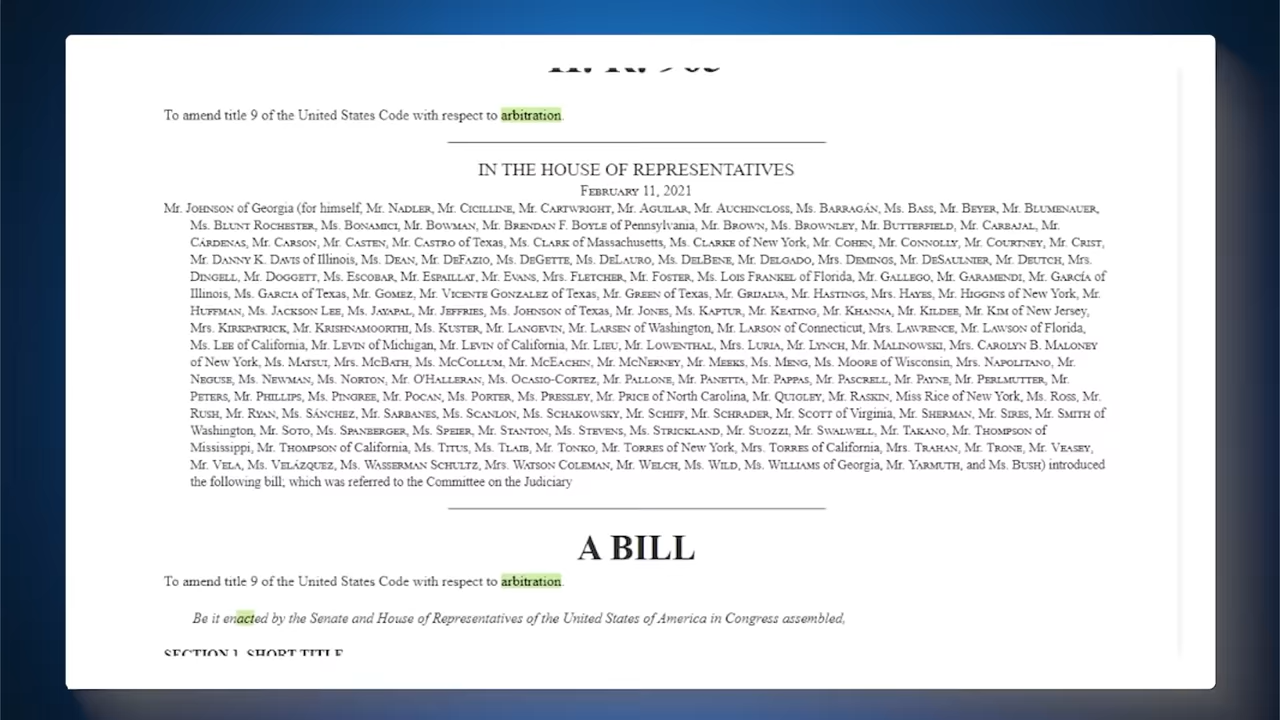 To amend title 9 of the United States Code with respect to arbitration.
IN THE HOUSE OF REPRESENTATIVES
FEBRUARY 11, 2021
Mr. JOHNSON of Georgia (for himself, Mr. NADLER, Mr. CICILLINE, Mr. CARTWRIGHT, Mr. AGUILAR, Mr. AUCHINCLOSS, Ms. BARRAGÁN, Ms. BASS, Mr. BEYER, Mr. BLUMENAUER,
Ms. BLUNT ROCHESTER, Ms. BONAMICI, Mr. BOWMAN, Mr. BRENDAN F. BOYLE of Pennsylvania, Mr. BROWN, Ms. BROWNLEY, Mr. BUTTERFIELD, Mr. CARBAJAL, Mr.
CÁRDENAS, Mr. CARSON, Mr. CASTEN, Mr. CASTRO of Texas, Ms. CLARK of Massachusetts, Ms. CLARKE of New York, Mr. COHEN, Mr. CONNOLLY, Mr. COURTNEY, Mr. CRIST,
Mr. DANNY K. DAVIS of Illinois, Ms. DEAN, Mr. DEFAZIO, Ms. DEGETTE, Ms. DELAURO, Ms. DELBENE, Mr. DELGADO, Mrs. DEMINGS, Mr. DESAULNIER, Mr. DEUTCH, Mrs.
DINGELL, Mr. DOGGETT, Ms. ESCOBAR, Mr. ESPAILLAT, Mr. EVANS, Mrs. FLETCHER, Mr. FOSTER, Ms. LOIS FRANKEL of Florida, Mr. GALLEGO, Mr. GARAMENDI, Mr. GARCÍA of
Illinois, Ms. GARCIA of Texas, Mr. GOMEZ, Mr. VICENTE GONZALEZ of Texas, Mr. GREEN of Texas, Mr. GRIJALVA, Mr. HASTINGS, Mrs. HAYES, Mr. HIGGINS of New York, Mr.
HUFFMAN, Ms. JACKSON LEE, Ms. JAYAPAL, Mr. JEFFRIES, Ms. JOHNSON of Texas, Mr. JONES, Ms. KAPTUR, Mr. KEATING, Mr. KHANNA, Mr. KILDEE, Mr. KIM of New Jersey,
Mrs. KIRKPATRICK, Mr. KRISHNAMOORTHI, Ms. KUSTER, Mr. LANGEVIN, Mr. LARSEN of Washington, Mr. LARSON of Connecticut, Mrs. LAWRENCE, Mr. LAWSON of Florida,
Ms. LEE of California, Mr. LEVIN of Michigan, Mr. LEVIN of California, Mr. LIEU, Mr. LOWENTHAL, Mrs. LURIA, Mr. LYNCH, Mr. MALINOWSKI, Mrs. CAROLYN B. MALONEY
of New York, Ms. MATSUI, Mrs. MCBATH, Ms. MCCOLLUM, Mr. MCEACHIN, Mr. MCNERNEY, Mr. MEEKS, Ms. MENG, Ms. MOORE of Wisconsin, Mrs. NAPOLITANO, Mr.
NEGUSE, Ms. NEWMAN, Ms. NORTON, Mr. O'HALLERAN, Ms. OCASIO-CORTEZ, Mr. PALLONE, Mr. PANETTA, Mr. PAPPAS, Mr. PASCRELL, Mr. PAYNE, Mr. PERLMUTTER, Mr.
PETERS, Mr. PHILLIPS, Ms. PINGREE, Mr. POCAN, Ms. PORTER, Ms. PRESSLEY, Mr. PRICE of North Carolina, Mr. QUIGLEY, Mr. RASKIN, Miss RICE of New York, Ms. ROSS, Mr.
RUSH, Mr. RYAN, Ms. SÁNCHEZ, Mr. SARBANES, Ms. SCANLON, Ms. SCHAKOWSKY, Mr. SCHIFF, Mr. SCHRADER, Mr. SCOTT of Virginia, Mr. SHERMAN, Mr. SIRES, Mr. SMITH of
Washington, Mr. SOTO, Ms. SPANBERGER, Ms. SPEIER, Mr. STANTON, Ms. STEVENS, Ms. STRICKLAND, Mr. SUOZZI, Mr. SWALWELL, Mr. TAKANO, Mr. THOMPSON of
Mississippi, Mr. THOMPSON of California, Ms. TITUS, Ms. TLAIB, Mr. TONKO, Mr. TORRES of New York, Mrs. TORRES of California, Mrs. TRAHAN, Mr. TRONE, Mr. VEASEY,
Mr. VELA, Ms. VELÁZQUEZ, Ms. WASSERMAN SCHULTZ, Mrs. WATSON COLEMAN, Mr. WELCH, Ms. WILD, Ms. WILLIAMS of Georgia, Mr. YARMUTH, and Ms. BUSH) introduced
the following bill; which was referred to the Committee on the Judiciary
A BILL
To amend title 9 of the United States Code with respect to arbitration.
Be it enacted by the Senate and House of Representatives of the United States of America in Congress assembled,
SECTION 1. SHORT TITLE